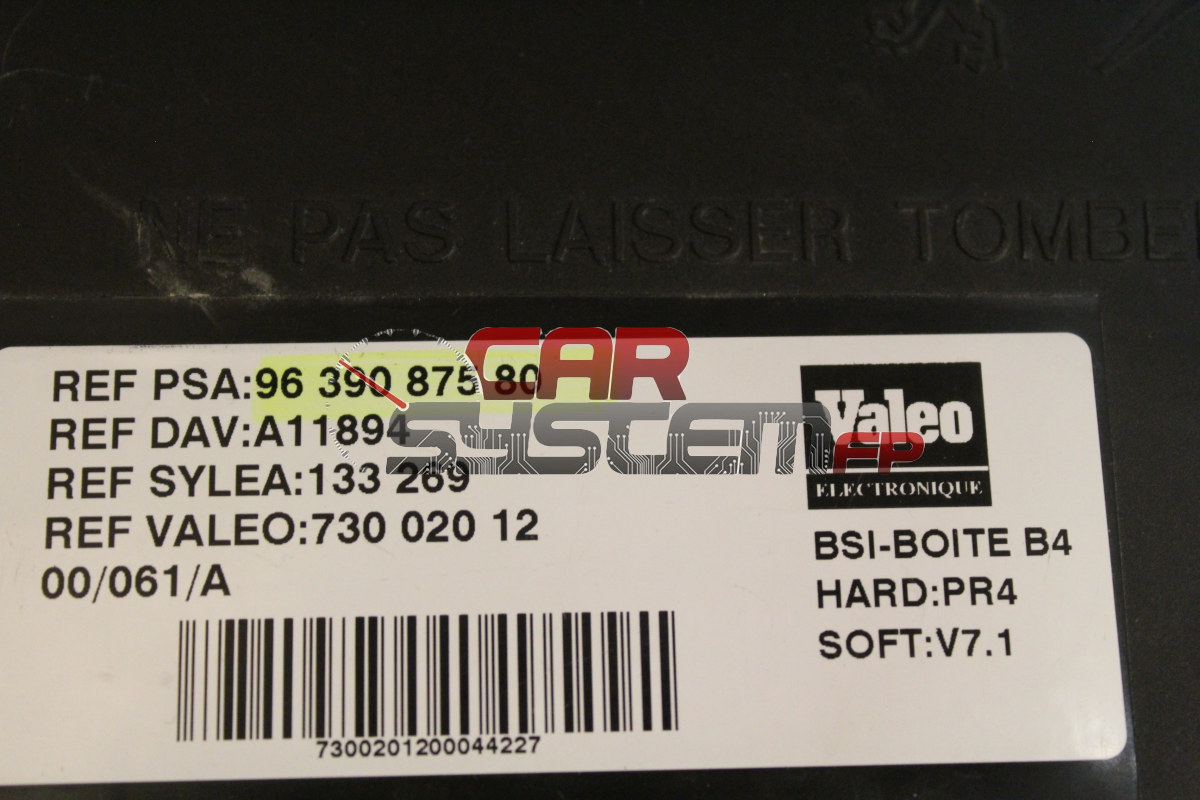 NE PAS LAISSER TOMBE
REF PSA:96 390 875 80
REF DAV:A11894
REF SYLEA:133 269
REF VALEO:730 020 12
00/061/A
7300201200044227
CAR
SYSTEM FP
Valeo
ELECTRONIQUE
BSI-BOITE B4
HARD:PR4
SOFT:V7.1